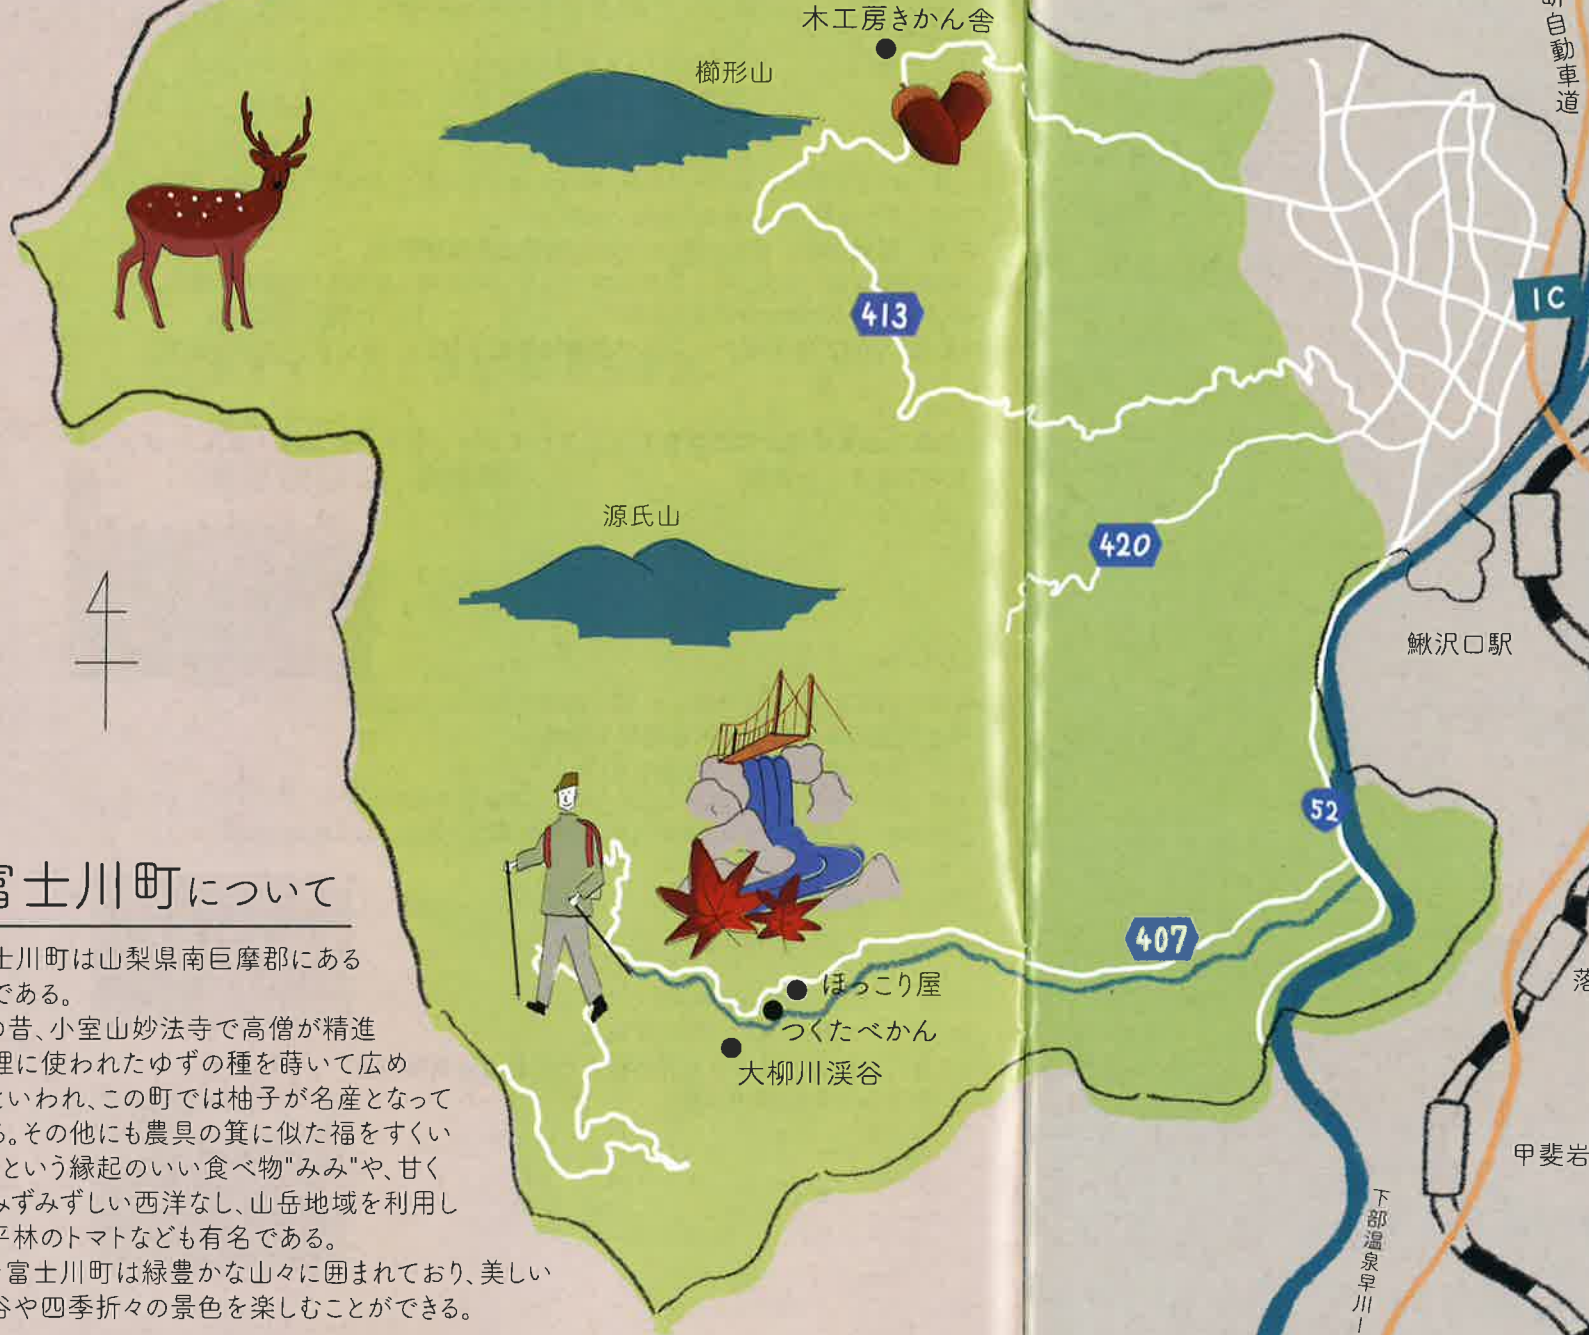 自動車道
木工房きかん舎
櫛形山
413
IC
源氏山
420
鰍沢口駅
52
407
ほっこり屋
つくたべかん
大柳川渓谷
甲斐岩
下部温泉早川
富士川町について
士川町は山梨県南巨摩郡にある
である。
の昔、小室山妙法寺で高僧が精進
理に使われたゆずの種を蒔いて広め
といわれ、この町では柚子が名産となって
る。その他にも農具の箕に似た福をすくい
という縁起のいい食べ物"みみ"や、甘く
みずみずしい西洋なし、山岳地域を利用し
平林のトマトなども有名である。
富士川町は緑豊かな山々に囲まれており、美しい
谷や四季折々の景色を楽しむことができる。